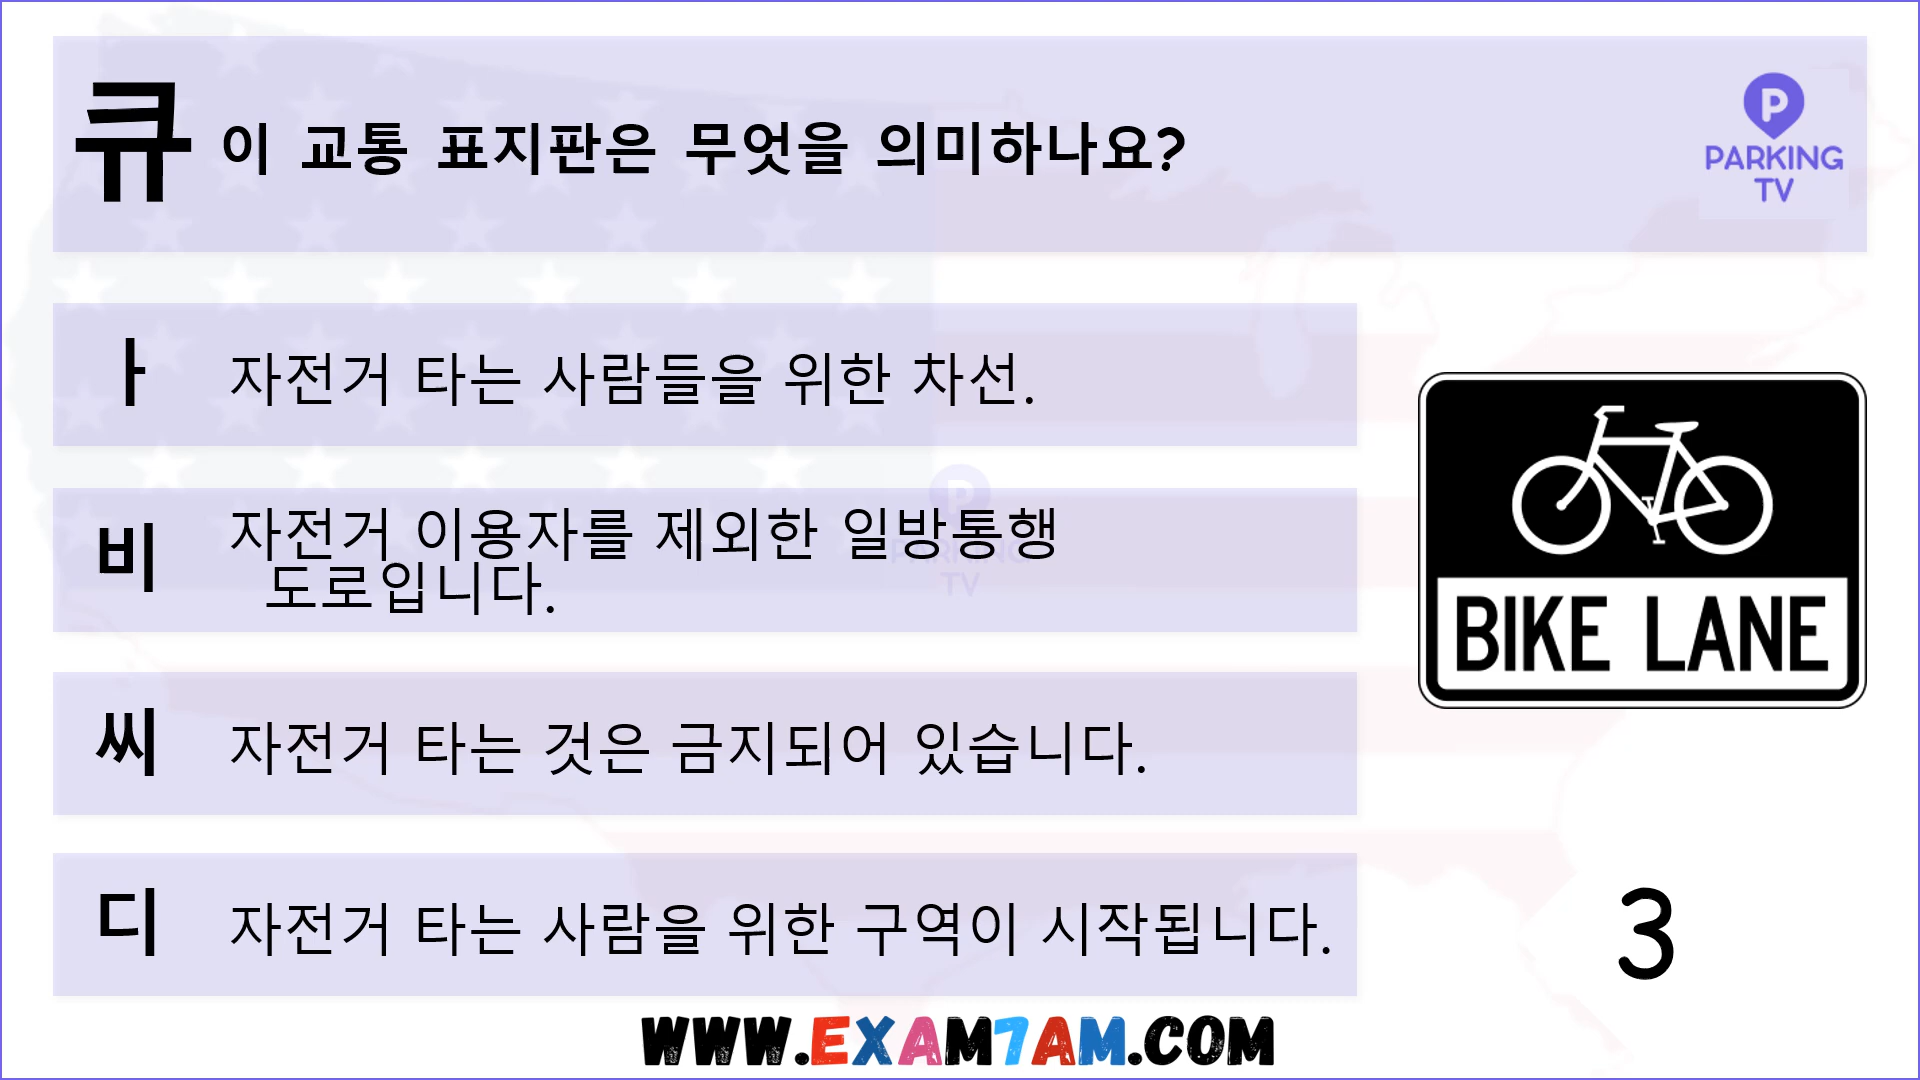 큐 이 교통 표지판은 무엇을 의미하나요?
P
PARKING
TV
ㅏ 자전거 타는 사람들을 위한 차선.
비 자전거 이용자를 제외한 일방통행
도로입니다.
P
PARKING
TV
씨 자전거 타는 것은 금지되어 있습니다.
디 자전거 타는 사람을 위한 구역이 시작됩니다.
BIKE LANE
3
WWW.EXAM7AM.COM